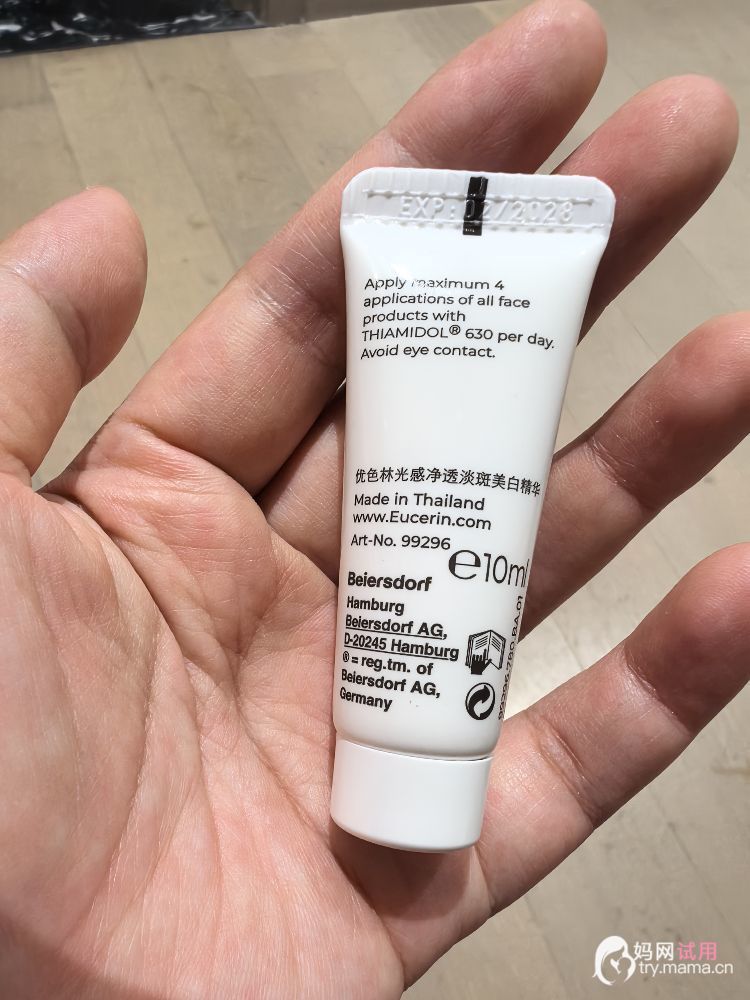 EXP: 02/2028
Apply maximum 4
applications of all face
products with
THIAMIDOL® 630 per day.
Avoid eye contact.
优色林光感净透淡斑美白精华
Made in Thailand
www.Eucerin.com
Art-No. 99296
e10ml
Beiersdorf
Hamburg
Beiersdorf AG,
D-20245 Hamburg
® = reg.tm. of
Beiersdorf AG,
Germany
妈网试用
try.mama.cn